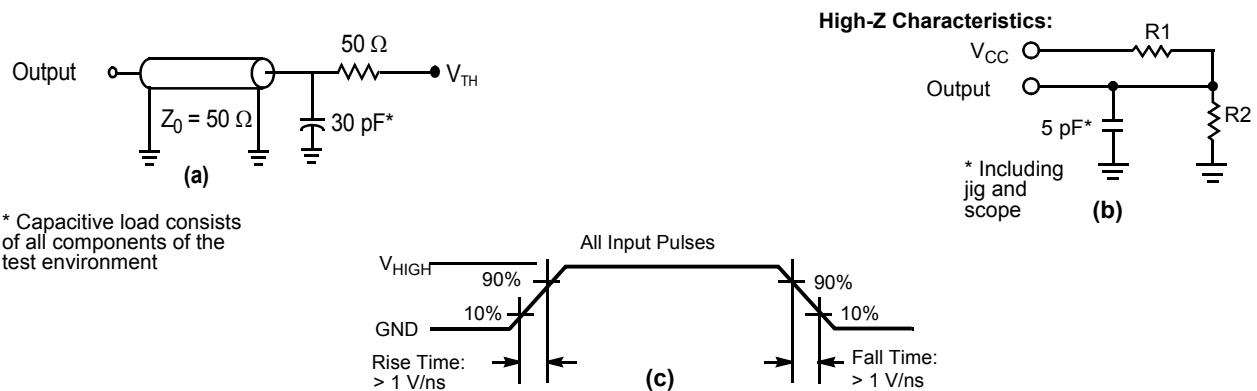 High-Z Characteristics:
50 Ω
Output
V_TH
Z₀ = 50 Ω
30 pF*
(a)
* Capacitive load consists
of all components of the
test environment
R1
V_CC
Output
R2
5 pF*
* Including
jig and
scope
(b)
All Input Pulses
V_HIGH
90%
90%
10%
10%
GND
Rise Time:
> 1 V/ns
Fall Time:
> 1 V/ns
(c)